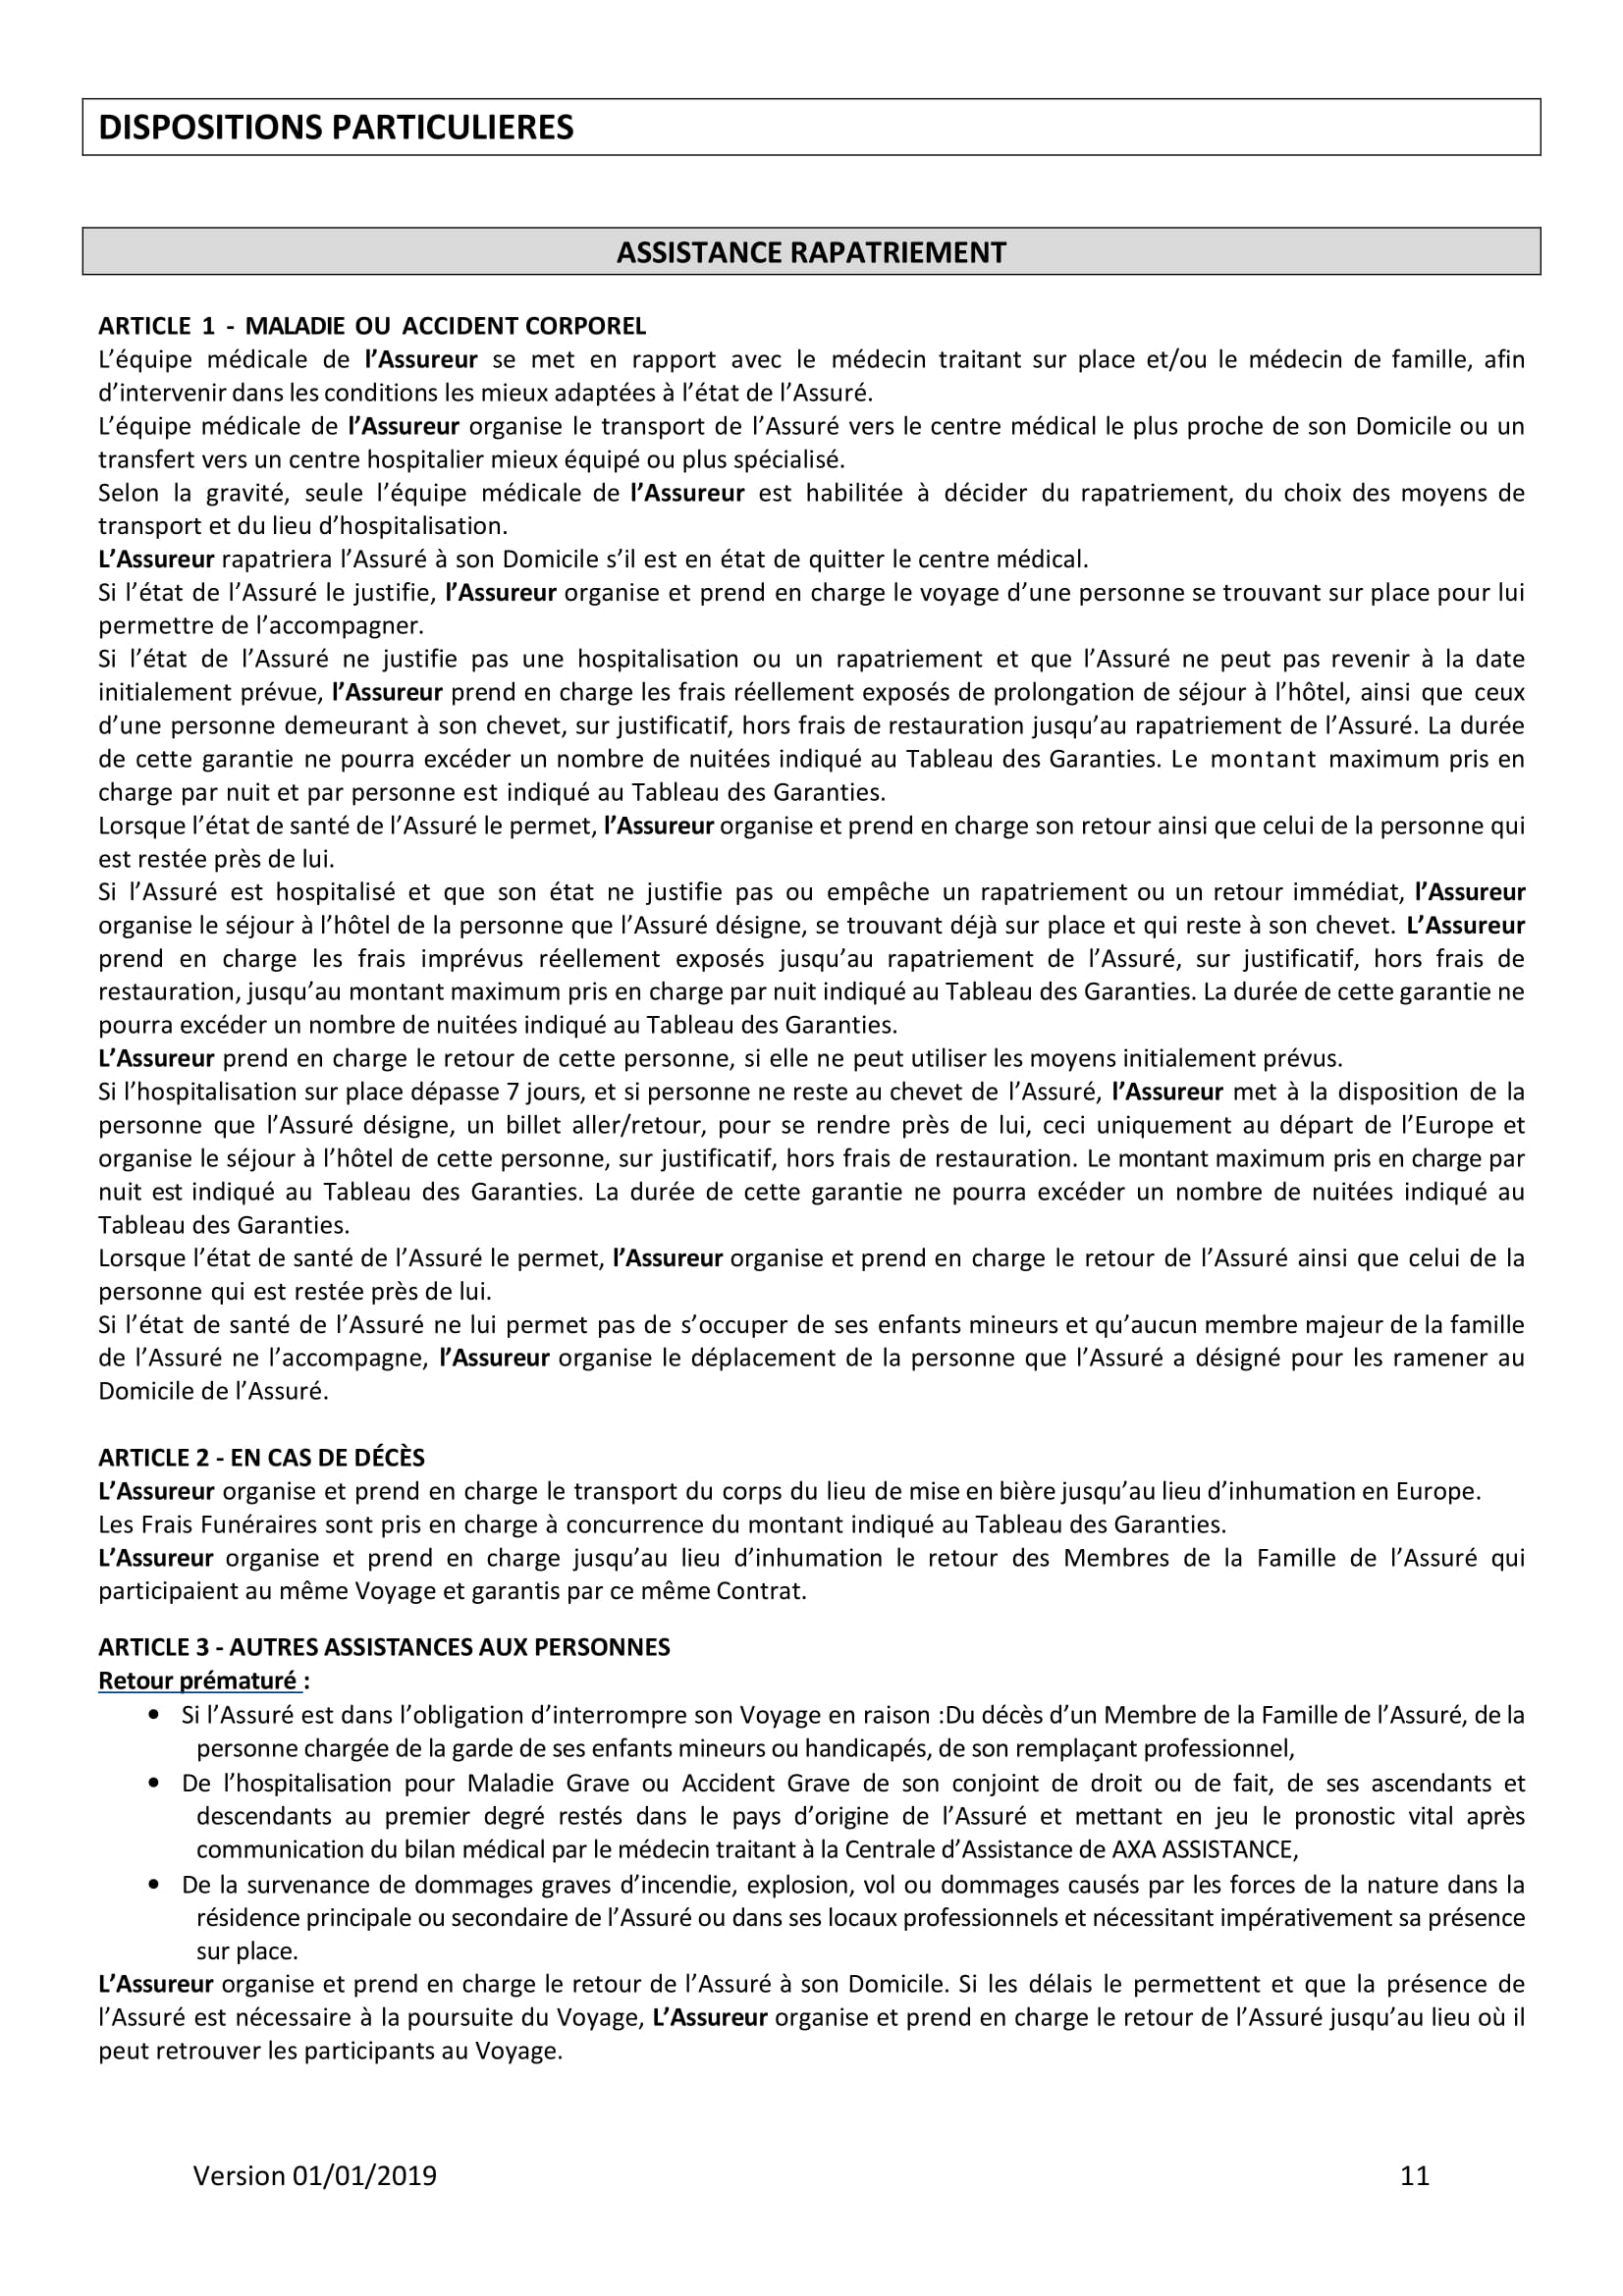 DISPOSITIONS PARTICULIERES
ASSISTANCE RAPATRIEMENT
ARTICLE 1 - MALADIE OU ACCIDENT CORPOREL
L’équipe médicale de l’Assureur se met en rapport avec le médecin traitant sur place et/ou le médecin de famille, afin
d’intervenir dans les conditions les mieux adaptées à l’état de l’Assuré.
L’équipe médicale de l’Assureur organise le transport de l’Assuré vers le centre médical le plus proche de son Domicile ou un
transfert vers un centre hospitalier mieux équipé ou plus spécialisé.
Selon la gravité, seule l’équipe médicale de l’Assureur est habilitée à décider du rapatriement, du choix des moyens de
transport et du lieu d’hospitalisation.
L’Assureur rapatriera l’Assuré à son Domicile s’il est en état de quitter le centre médical.
Si l’état de l’Assuré le justifie, l’Assureur organise et prend en charge le voyage d’une personne se trouvant sur place pour lui
permettre de l’accompagner.
Si l’état de l’Assuré ne justifie pas une hospitalisation ou un rapatriement et que l’Assuré ne peut pas revenir à la date
initialement prévue, l’Assureur prend en charge les frais réellement exposés de prolongation de séjour à l’hôtel, ainsi que ceux
d’une personne demeurant à son chevet, sur justificatif, hors frais de restauration jusqu’au rapatriement de l’Assuré. La durée
de cette garantie ne pourra excéder un nombre de nuitées indiqué au Tableau des Garanties. Le montant maximum pris en
charge par nuit et par personne est indiqué au Tableau des Garanties.
Lorsque l’état de santé de l’Assuré le permet, l’Assureur organise et prend en charge son retour ainsi que celui de la personne qui
est restée près de lui.
Si l’Assuré est hospitalisé et que son état ne justifie pas ou empêche un rapatriement ou un retour immédiat, l’Assureur
organise le séjour à l’hôtel de la personne que l’Assuré désigne, se trouvant déjà sur place et qui reste à son chevet. L’Assureur
prend en charge les frais imprévus réellement exposés jusqu’au rapatriement de l’Assuré, sur justificatif, hors frais de
restauration, jusqu’au montant maximum pris en charge par nuit indiqué au Tableau des Garanties. La durée de cette garantie ne
pourra excéder un nombre de nuitées indiqué au Tableau des Garanties.
L’Assureur prend en charge le retour de cette personne, si elle ne peut utiliser les moyens initialement prévus.
Si l’hospitalisation sur place dépasse 7 jours, et si personne ne reste au chevet de l’Assuré, l’Assureur met à la disposition de la
personne que l’Assuré désigne, un billet aller/retour, pour se rendre près de lui, ceci uniquement au départ de l’Europe et
organise le séjour à l’hôtel de cette personne, sur justificatif, hors frais de restauration. Le montant maximum pris en charge par
nuit est indiqué au Tableau des Garanties. La durée de cette garantie ne pourra excéder un nombre de nuitées indiqué au
Tableau des Garanties.
Lorsque l’état de santé de l’Assuré le permet, l’Assureur organise et prend en charge le retour de l’Assuré ainsi que celui de la
personne qui est restée près de lui.
Si l’état de santé de l’Assuré ne lui permet pas de s’occuper de ses enfants mineurs et qu’aucun membre majeur de la famille
de l’Assuré ne l’accompagne, l’Assureur organise le déplacement de la personne que l’Assuré a désigné pour les ramener au
Domicile de l’Assuré.
ARTICLE 2 - EN CAS DE DÉCÈS
L’Assureur organise et prend en charge le transport du corps du lieu de mise en bière jusqu’au lieu d’inhumation en Europe.
Les Frais Funéraires sont pris en charge à concurrence du montant indiqué au Tableau des Garanties.
L’Assureur organise et prend en charge jusqu’au lieu d’inhumation le retour des Membres de la Famille de l’Assuré qui
participaient au même Voyage et garantis par ce même Contrat.
ARTICLE 3 - AUTRES ASSISTANCES AUX PERSONNES
Retour prématuré :
• Si l’Assuré est dans l’obligation d’interrompre son Voyage en raison :Du décès d’un Membre de la Famille de l’Assuré, de la
personne chargée de la garde de ses enfants mineurs ou handicapés, de son remplaçant professionnel,
• De l’hospitalisation pour Maladie Grave ou Accident Grave de son conjoint de droit ou de fait, de ses ascendants et
descendants au premier degré restés dans le pays d’origine de l’Assuré et mettant en jeu le pronostic vital après
communication du bilan médical par le médecin traitant à la Centrale d’Assistance de AXA ASSISTANCE,
• De la survenance de dommages graves d’incendie, explosion, vol ou dommages causés par les forces de la nature dans la
résidence principale ou secondaire de l’Assuré ou dans ses locaux professionnels et nécessitant impérativement sa présence
sur place.
L’Assureur organise et prend en charge le retour de l’Assuré à son Domicile. Si les délais le permettent et que la présence de
l’Assuré est nécessaire à la poursuite du Voyage, L’Assureur organise et prend en charge le retour de l’Assuré jusqu’au lieu où il
peut retrouver les participants au Voyage.
Version 01/01/2019 11